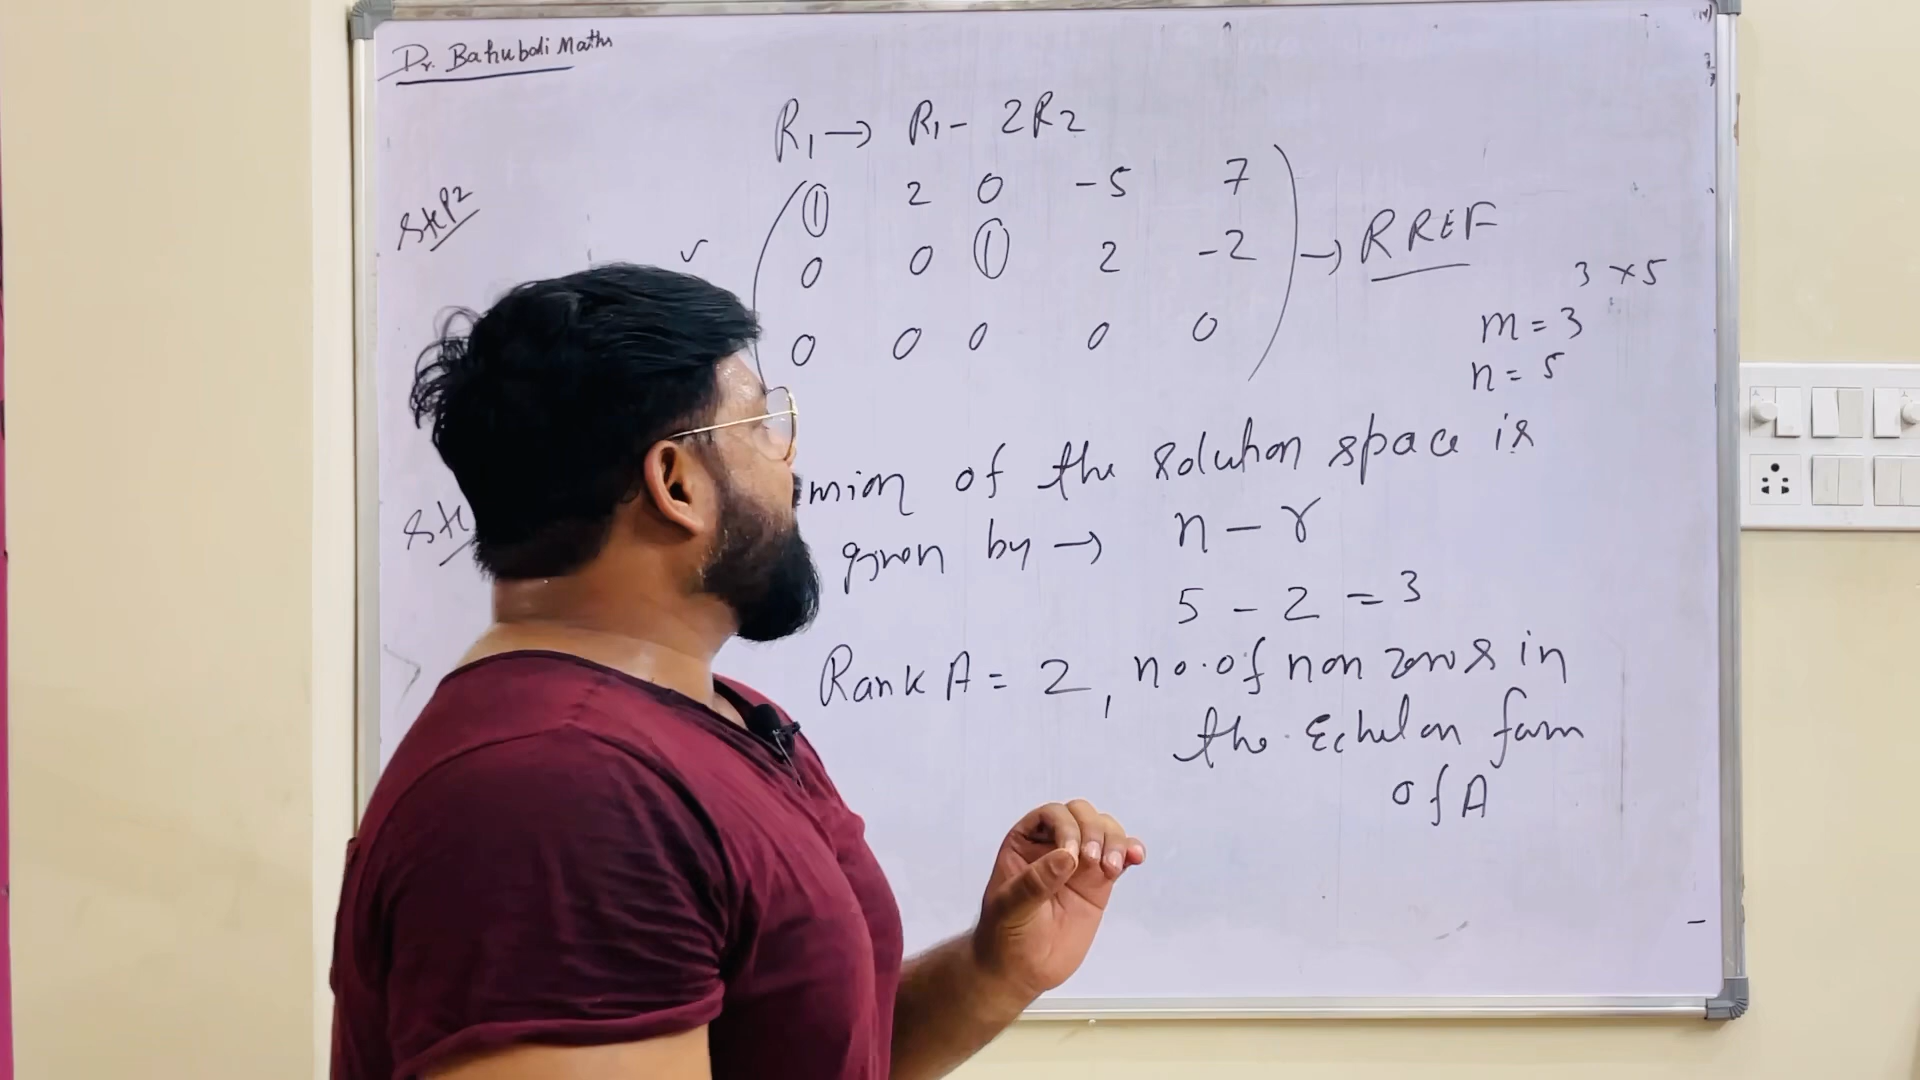 Dr. Bahubali Maths
R1 → R1 - 2R2
Step 2
1 2 0 -5 7
0 0 1 2 -2
0 0 0 0 0
→ RREF
3 × 5
m = 3
n = 5
of the solution space is
given by → n - r
5 - 2 = 3
Rank A = 2, no. of non zeros in
the Echelon form
of A